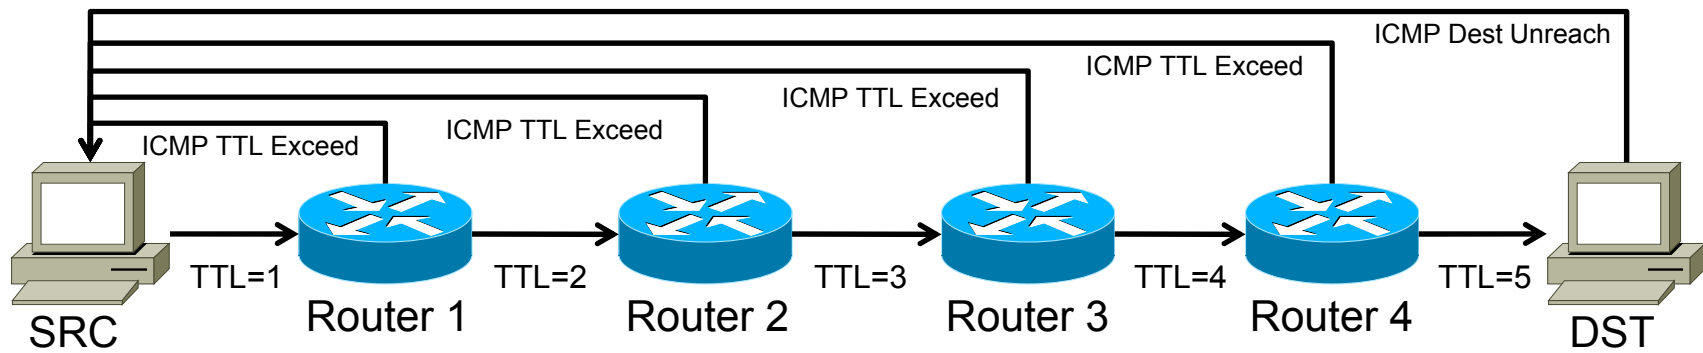 ICMP Dest Unreach
ICMP TTL Exceed
ICMP TTL Exceed
ICMP TTL Exceed
ICMP TTL Exceed
TTL=1
TTL=2
TTL=3
TTL=4
TTL=5
SRC
Router 1
Router 2
Router 3
Router 4
DST